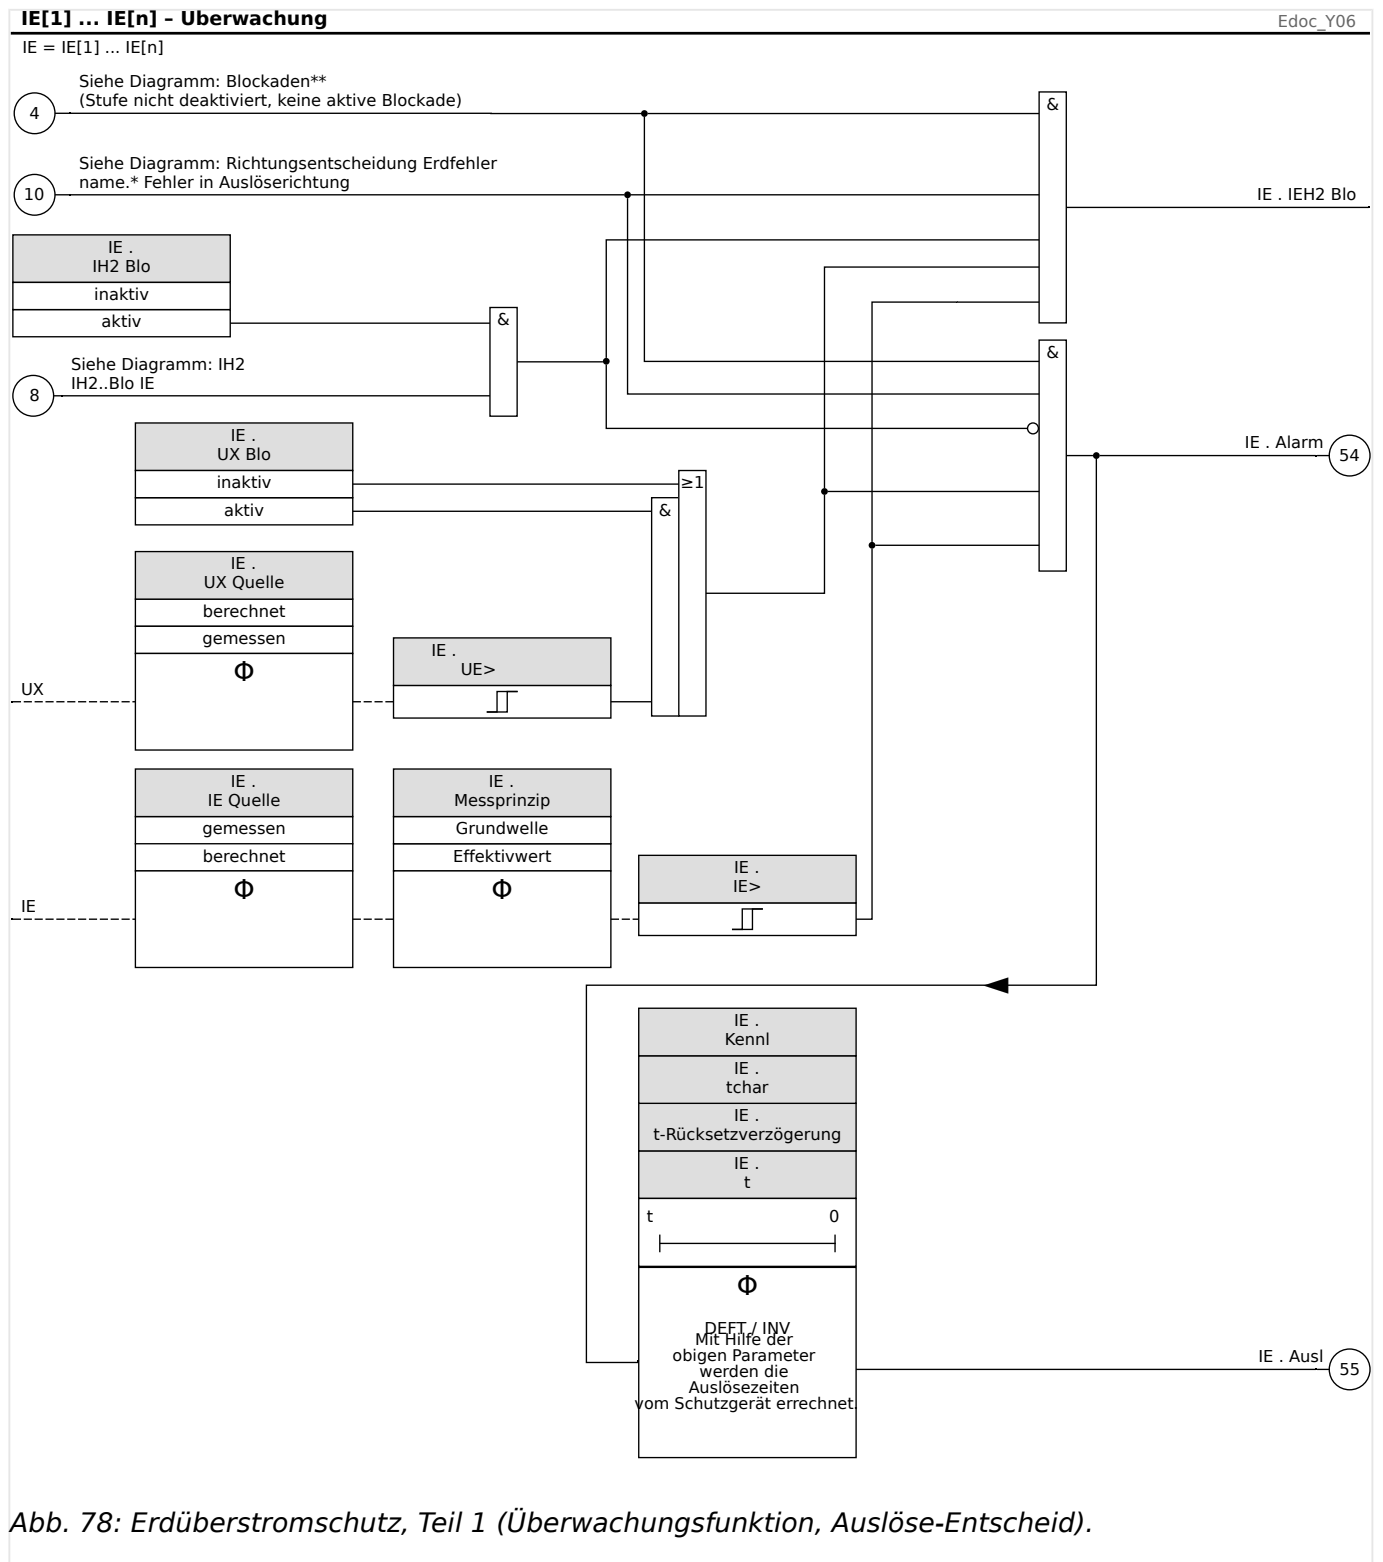 IE[1] ... IE[n] – Überwachung
Edoc_Y06
IE = IE[1] ... IE[n]
Siehe Diagramm: Blockaden**
(Stufe nicht deaktiviert, keine aktive Blockade)
4
&
Siehe Diagramm: Richtungsentscheidung Erdfehler
name.* Fehler in Auslöserichtung
10
IE . IEH2 Blo
IE .
IH2 Blo
inaktiv
aktiv
&
Siehe Diagramm: IH2
IH2..Blo IE
8
&
IE . Alarm
54
IE .
UX Blo
inaktiv
aktiv
≥1
&
IE .
UX Quelle
berechnet
gemessen
Φ
UX
IE .
UE>
IE .
IE Quelle
gemessen
berechnet
Φ
IE
IE .
Messprinzip
Grundwelle
Effektivwert
Φ
IE .
IE>
IE .
Kennl
IE .
tchar
IE .
t-Rücksetzverzögerung
IE .
t
t 0
Φ
DEFT / INV
Mit Hilfe der
obigen Parameter
werden die
Auslösezeiten
vom Schutzgerät errechnet.
IE . Ausl
55
Abb. 78: Erdüberstromschutz, Teil 1 (Überwachungsfunktion, Auslöse-Entscheid).